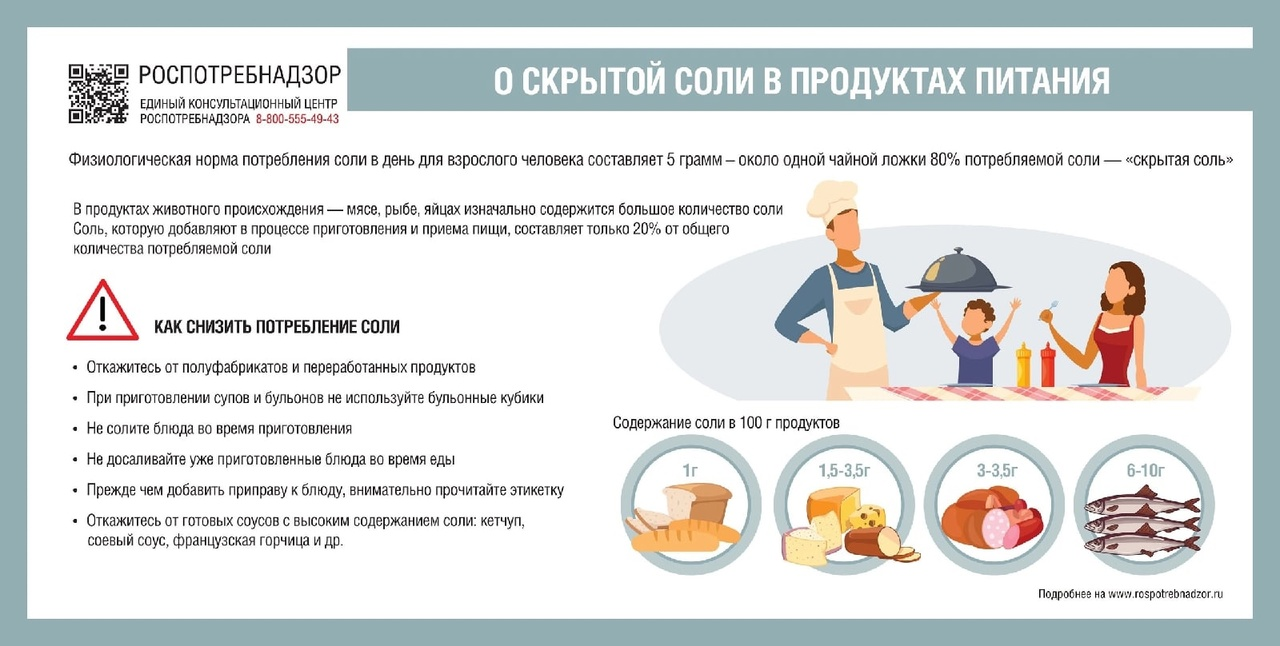 РОСПОТРЕБНАДЗОР
ЕДИНЫЙ КОНСУЛЬТАЦИОННЫЙ ЦЕНТР
РОСПОТРЕБНАДЗОРА 8-800-555-49-43
О СКРЫТОЙ СОЛИ В ПРОДУКТАХ ПИТАНИЯ
Физиологическая норма потребления соли в день для взрослого человека составляет 5 грамм – около одной чайной ложки 80% потребляемой соли — «скрытая соль»
В продуктах животного происхождения — мясе, рыбе, яйцах изначально содержится большое количество соли
Соль, которую добавляют в процессе приготовления и приема пищи, составляет только 20% от общего
количества потребляемой соли
!
КАК СНИЗИТЬ ПОТРЕБЛЕНИЕ СОЛИ
• Откажитесь от полуфабрикатов и переработанных продуктов
• При приготовлении супов и бульонов не используйте бульонные кубики
• Не солите блюда во время приготовления
• Не досаливайте уже приготовленные блюда во время еды
• Прежде чем добавить приправу к блюду, внимательно прочитайте этикетку
• Откажитесь от готовых соусов с высоким содержанием соли: кетчуп,
соевый соус, французская горчица и др.
Содержание соли в 100 г продуктов
1г
1,5-3,5г
3-3,5г
6-10г
Подробнее на www.rospotrebnadzor.ru